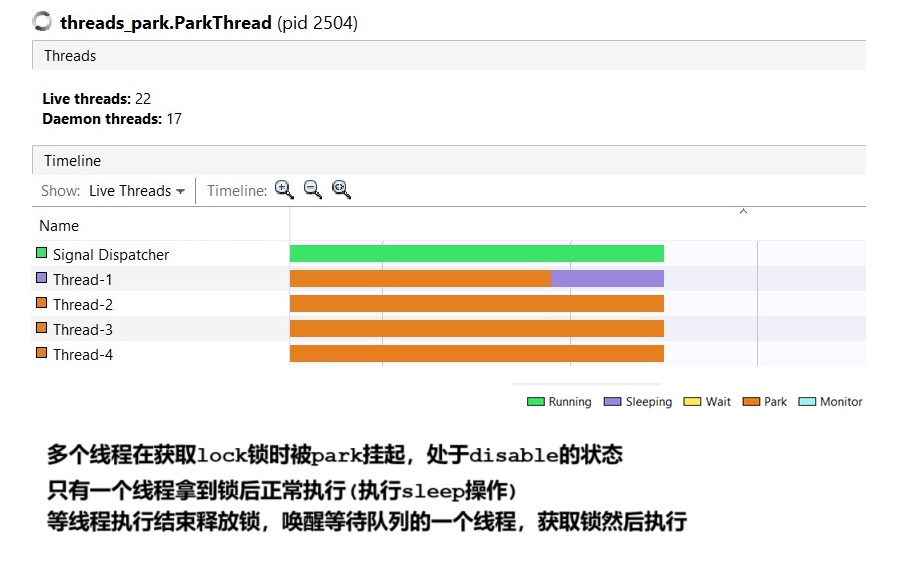 threads_park.ParkThread (pid 2504)
Threads
Live threads: 22
Daemon threads: 17
Timeline
Show: Live Threads Timeline:
Name
Signal Dispatcher
Thread-1
Thread-2
Thread-3
Thread-4
Running Sleeping Wait Park Monitor
多个线程在获取lock锁时被park挂起，处于disable的状态
只有一个线程拿到锁后正常执行(执行sleep操作)
等线程执行结束释放锁，唤醒等待队列的一个线程，获取锁然后执行